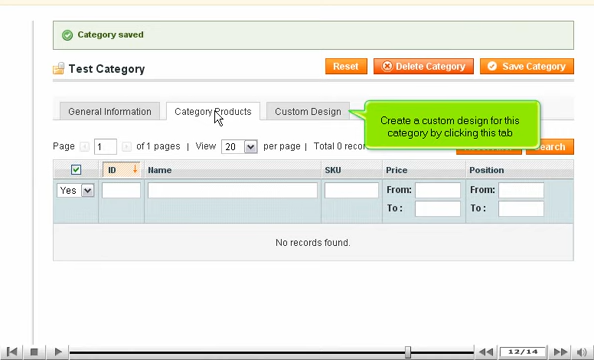 Category saved
Test Category
Reset
Delete Category
Save Category
General Information
Category Products
Custom Design
Create a custom design for this
category by clicking this tab
Page 1 of 1 pages | View 20 per page | Total 0 recor
Search
ID Name SKU Price Position
Yes From: From:
To : To :
No records found.
12/14